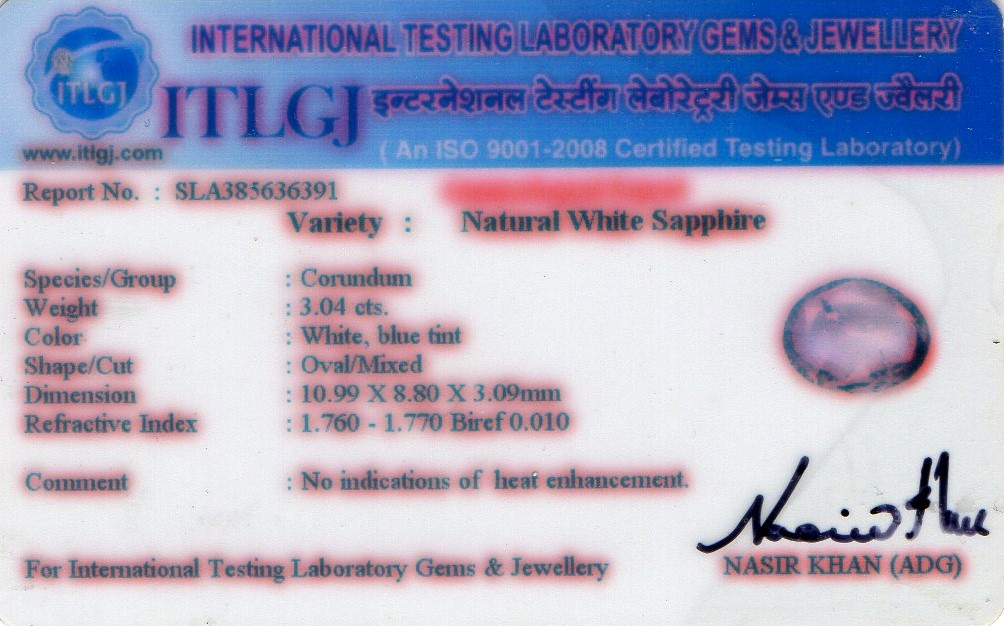 INTERNATIONAL TESTING LABORATORY GEMS & JEWELLERY
ITLGJ
ITLGJ इन्टरनेशनल टेस्टींग लेबोरेट्ररी जेम्स एण्ड ज्वैलरी
www.itlgj.com
( An ISO 9001-2008 Certified Testing Laboratory)
Report No. : SLA385636391
Variety : Natural White Sapphire
Species/Group : Corundum
Weight : 3.04 cts.
Color : White, blue tint
Shape/Cut : Oval/Mixed
Dimension : 10.99 X 8.80 X 3.09mm
Refractive Index : 1.760 - 1.770 Biref 0.010
Comment : No indications of heat enhancement.
For International Testing Laboratory Gems & Jewellery
NASIR KHAN (ADG)